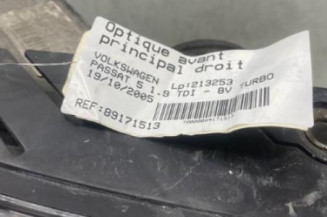 Optique avant
principal droit
VOLKSWAGEN Lp1213253
PASSAT 5 1.9 TDI - 8V TURBO
19/10/2005
REF:89171513